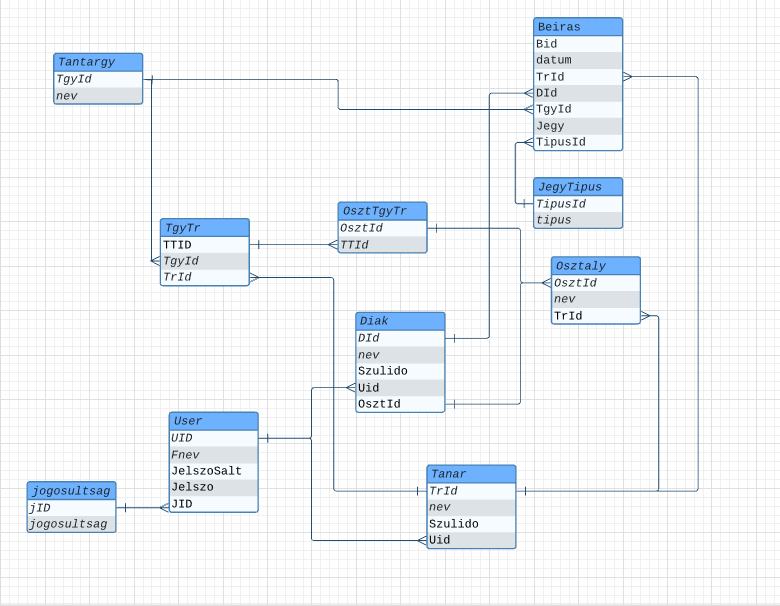 Beiras
Bid
datum
TrId
DId
TgyId
Jegy
TipusId
Tantargy
TgyId
nev
JegyTipus
TipusId
tipus
OsztTgyTr
OsztId
TTId
TgyTr
TTID
TgyId
TrId
Osztaly
OsztId
nev
TrId
Diak
DId
nev
Szulido
Uid
OsztId
User
UID
Fnev
JelszoSalt
Jelszo
JID
Tanar
TrId
nev
Szulido
Uid
jogosultsag
jID
jogosultsag